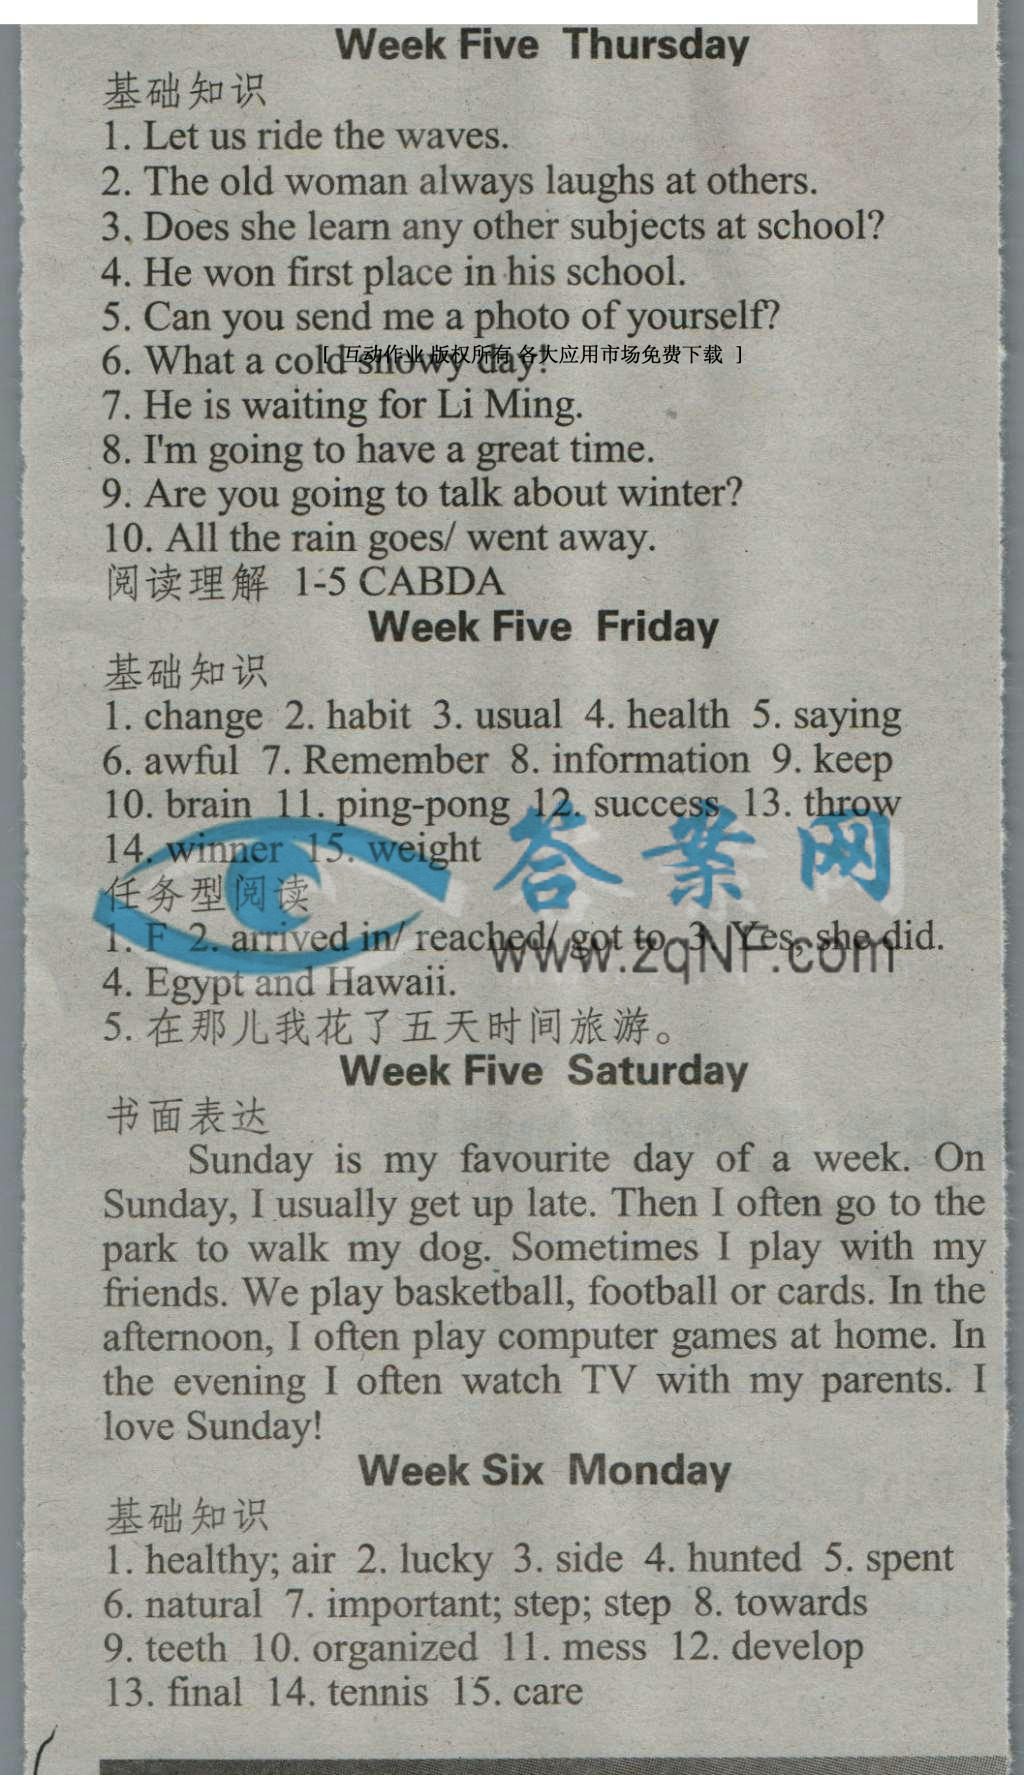 Week Five Thursday
基础知识
1. Let us ride the waves.
2. The old woman always laughs at others.
3. Does she learn any other subjects at school?
4. He won first place in his school.
5. Can you send me a photo of yourself?
[ 互动作业 版权所有 各大应用市场免费下载 ]
6. What a cold snowy day!
7. He is waiting for Li Ming.
8. I'm going to have a great time.
9. Are you going to talk about winter?
10. All the rain goes/ went away.
阅读理解 1-5 CABDA
Week Five Friday
基础知识
1. change 2. habit 3. usual 4. health 5. saying
6. awful 7. Remember 8. information 9. keep
10. brain 11. ping-pong 12. success 13. throw
14. winner 15. weight
答案网
任务型阅读
1. F 2. arrived in/ reached/ got to 3. Yes, she did.
www.zqNF.com
4. Egypt and Hawaii.
5. 在那儿我花了五天时间旅游。
Week Five Saturday
书面表达
Sunday is my favourite day of a week. On
Sunday, I usually get up late. Then I often go to the
park to walk my dog. Sometimes I play with my
friends. We play basketball, football or cards. In the
afternoon, I often play computer games at home. In
the evening I often watch TV with my parents. I
love Sunday!
Week Six Monday
基础知识
1. healthy; air 2. lucky 3. side 4. hunted 5. spent
6. natural 7. important; step; step 8. towards
9. teeth 10. organized 11. mess 12. develop
13. final 14. tennis 15. care